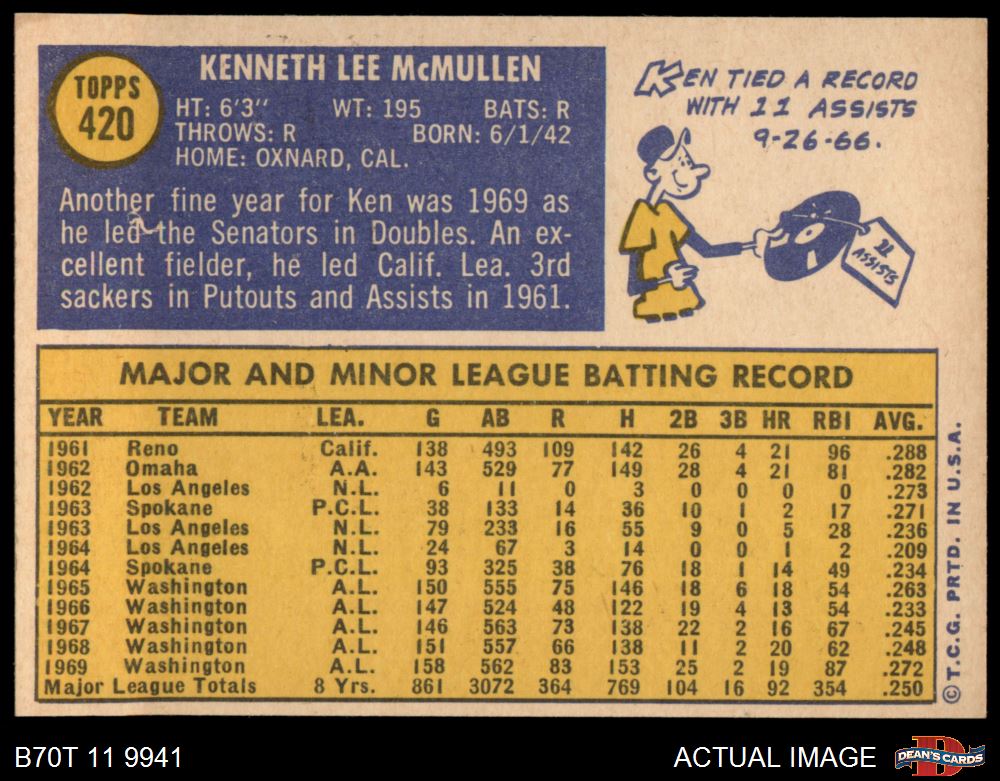 TOPPS
420
KENNETH LEE McMULLEN
HT: 6'3" WT: 195 BATS: R
THROWS: R BORN: 6/1/42
HOME: OXNARD, CAL.
Another fine year for Ken was 1969 as
he led the Senators in Doubles. An ex-
cellent fielder, he led Calif. Lea. 3rd
sackers in Putouts and Assists in 1961.
KEN TIED A RECORD
WITH 11 ASSISTS
9-26-66.
11
ASSISTS
MAJOR AND MINOR LEAGUE BATTING RECORD
YEAR TEAM LEA. G AB R H 2B 3B HR RBI AVG.
1961 Reno Calif. 138 493 109 142 26 4 21 96 .288
1962 Omaha A.A. 143 529 77 149 28 4 21 81 .282
1962 Los Angeles N.L. 6 11 0 3 0 0 0 0 .273
1963 Spokane P.C.L. 38 133 14 36 10 1 2 17 .271
1963 Los Angeles N.L. 79 233 16 55 9 0 5 28 .236
1964 Los Angeles N.L. 24 67 3 14 0 0 1 2 .209
1964 Spokane P.C.L. 93 325 38 76 18 1 14 49 .234
1965 Washington A.L. 150 555 75 146 18 6 18 54 .263
1966 Washington A.L. 147 524 48 122 19 4 13 54 .233
1967 Washington A.L. 146 563 73 138 22 2 16 67 .245
1968 Washington A.L. 151 557 66 138 11 2 20 62 .248
1969 Washington A.L. 158 562 83 153 25 2 19 87 .272
Major League Totals 8 Yrs. 861 3072 364 769 104 16 92 354 .250
© T.C.G. PRTD. IN U.S.A.
B70T 11 9941
ACTUAL IMAGE
D
DEAN'S CARDS